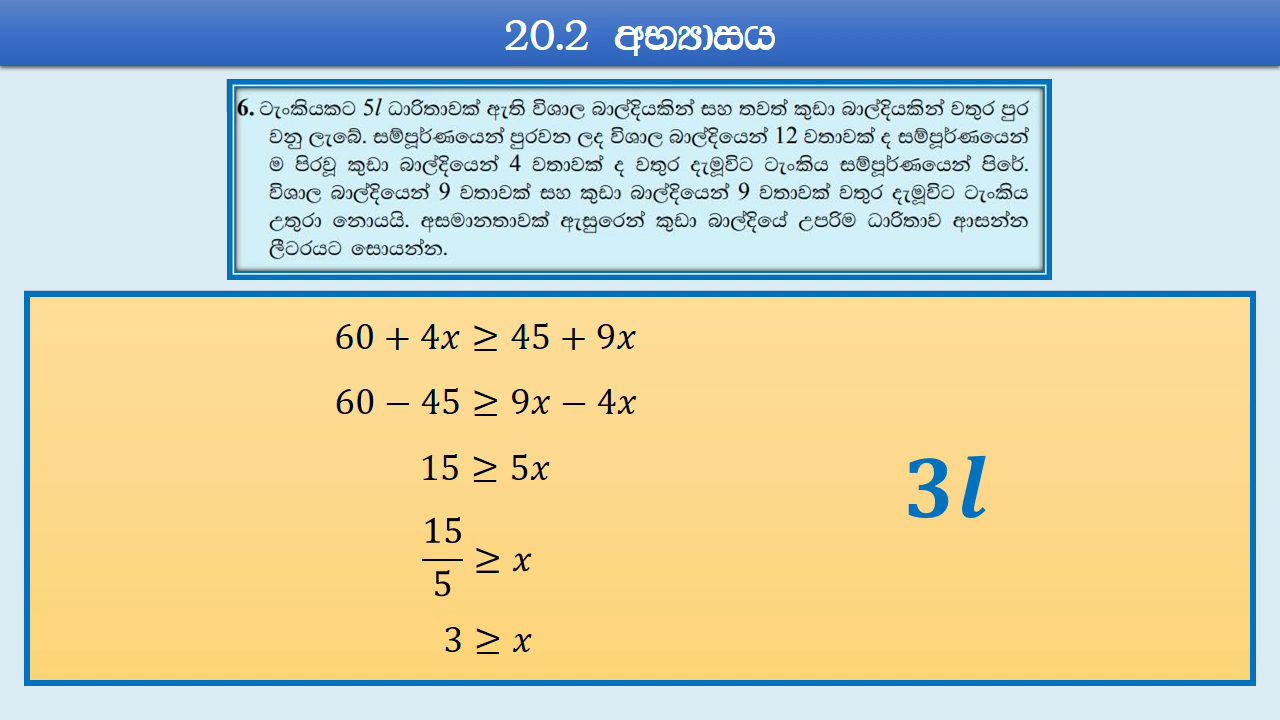 20.2 අභ්‍යාසය
6. ටැංකියකට 5l ධාරිතාවක් ඇති විශාල බාල්දියකින් සහ තවත් කුඩා බාල්දියකින් වතුර පුර
වනු ලැබේ. සම්පූර්ණයෙන් පුරවන ලද විශාල බාල්දියෙන් 12 වතාවක් ද සම්පූර්ණයෙන්
ම පිරවූ කුඩා බාල්දියෙන් 4 වතාවක් ද වතුර දැමූවිට ටැංකිය සම්පූර්ණයෙන් පිරේ.
විශාල බාල්දියෙන් 9 වතාවක් සහ කුඩා බාල්දියෙන් 9 වතාවක් වතුර දැමූවිට ටැංකිය
උතුරා නොයයි. අසමානතාවක් ඇසුරෙන් කුඩා බාල්දියේ උපරිම ධාරිතාව ආසන්න
ලීටරයට සොයන්න.
60 + 4x ≥ 45 + 9x
60 − 45 ≥ 9x − 4x
15 ≥ 5x
15/5 ≥ x
3 ≥ x
3l